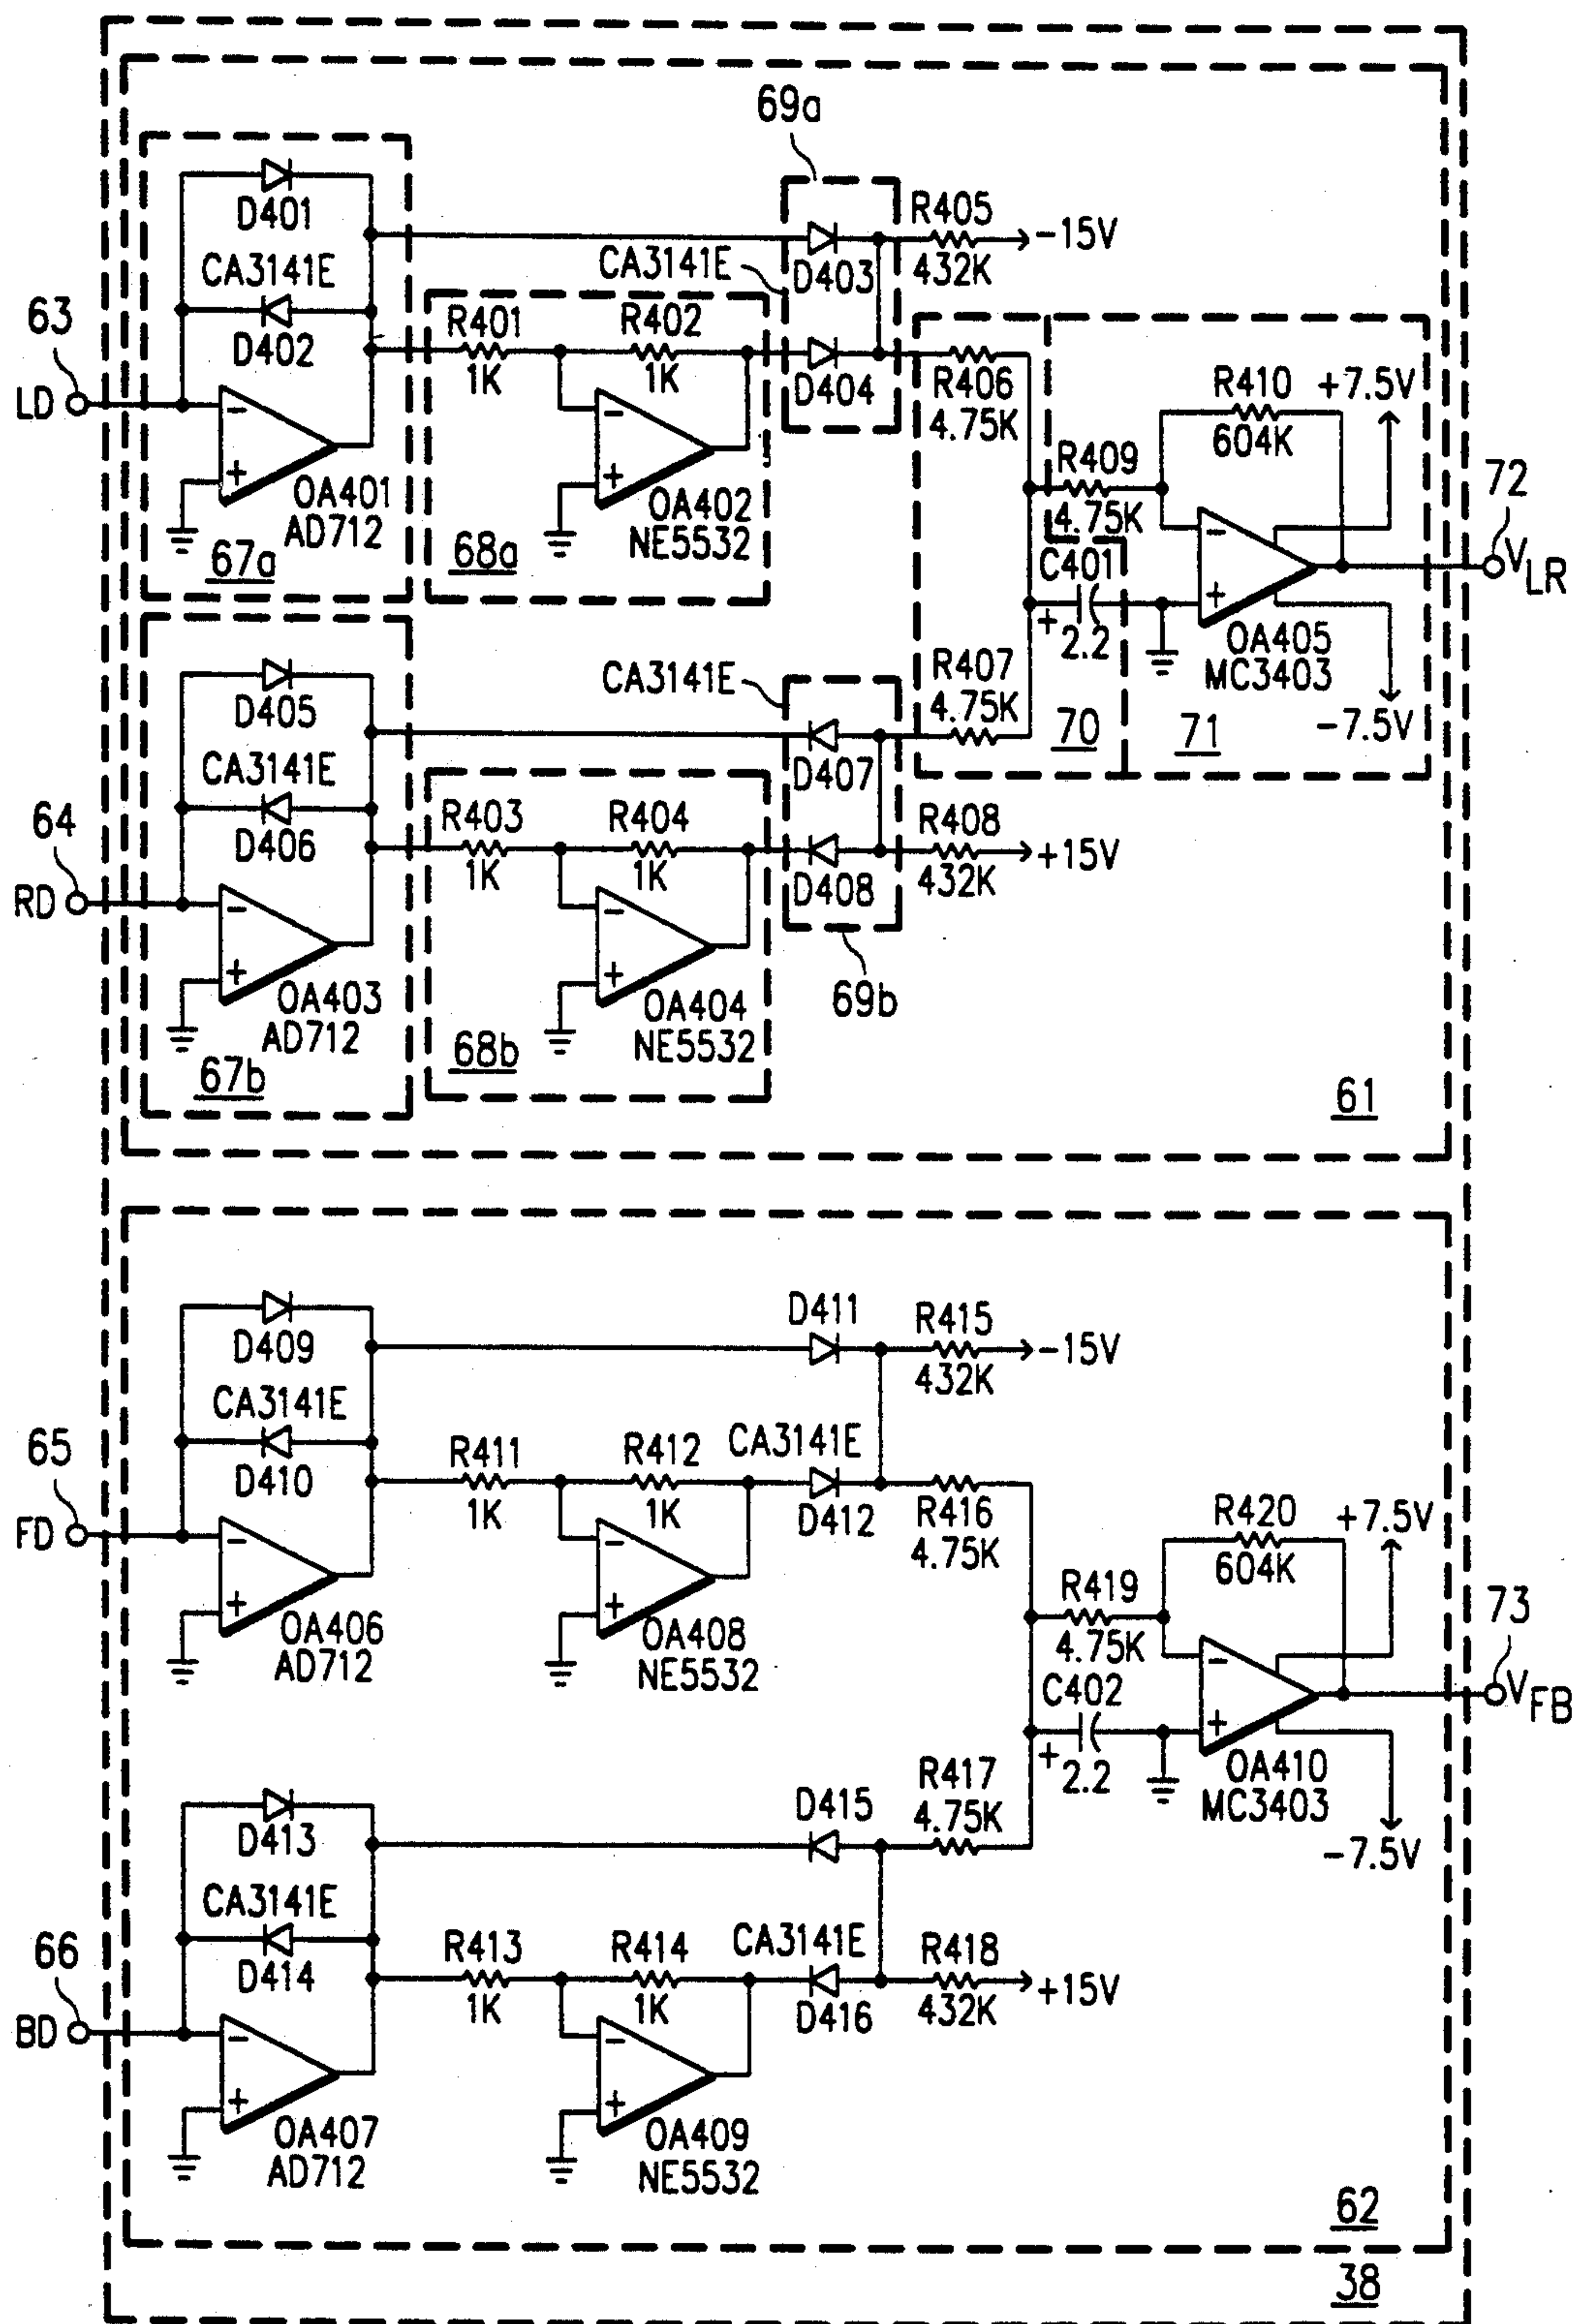 69a
D401
R405
-15V
432K
CA3141E
D403
CA3141E
63
D402
R401
1K
R402
1K
D404
R406
4.75K
R410
604K
+7.5V
LD
-
+
OA401
AD712
67a
-
+
OA402
NE5532
68a
R409
4.75K
72
-
+
VLR
C401
+
2.2
OA405
MC3403
-7.5V
70
71
D405
CA3141E
R407
4.75K
D407
CA3141E
64
D406
R403
1K
R404
1K
R408
+15V
432K
D408
RD
-
+
OA403
AD712
67b
-
+
OA404
NE5532
68b
69b
61
D409
D411
R415
-15V
432K
CA3141E
65
D410
R411
1K
R412
1K
CA3141E
D412
R416
4.75K
R420
604K
+7.5V
FD
-
+
OA406
AD712
-
+
OA408
NE5532
R419
4.75K
73
-
+
VFB
C402
+
2.2
OA410
MC3403
-7.5V
D413
D415
R417
4.75K
CA3141E
66
D414
R413
1K
R414
1K
CA3141E
D416
R418
+15V
432K
BD
-
+
OA407
AD712
-
+
OA409
NE5532
62
38